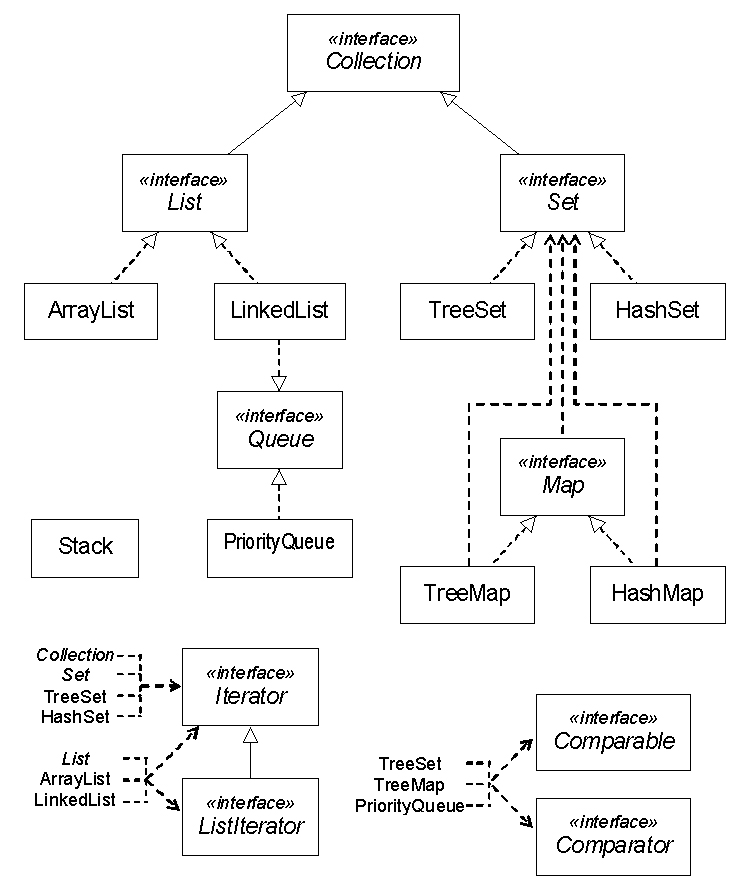 «interface»
Collection
«interface»
List
«interface»
Set
ArrayList
LinkedList
TreeSet
HashSet
«interface»
Queue
«interface»
Map
Stack
PriorityQueue
TreeMap
HashMap
Collection
Set
TreeSet
HashSet
«interface»
Iterator
List
ArrayList
LinkedList
«interface»
ListIterator
TreeSet
TreeMap
PriorityQueue
«interface»
Comparable
«interface»
Comparator